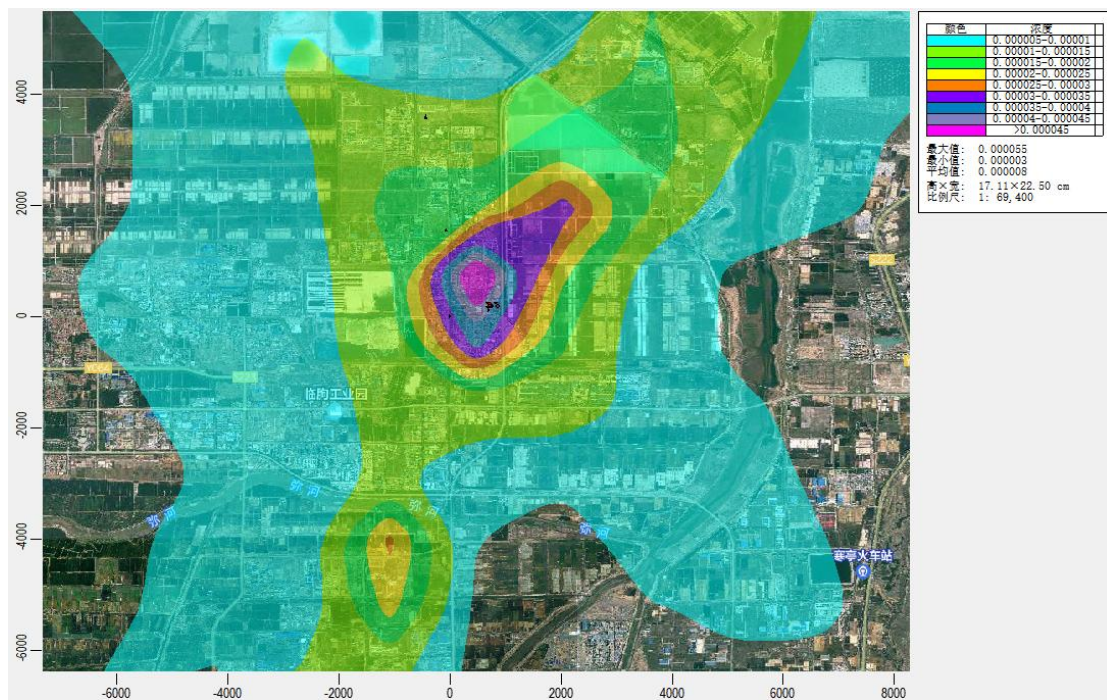 颜色 浓度
0.000005-0.00001
0.00001-0.000015
0.000015-0.00002
0.00002-0.000025
0.000025-0.00003
0.00003-0.000035
0.000035-0.00004
0.00004-0.000045
>0.000045
最大值: 0.000055
最小值: 0.000003
平均值: 0.000008
高×宽: 17.11×22.50 cm
比例尺: 1: 69,400
4000
2000
0
-2000
-4000
-6000
临朐工业园
弥河
弥河
弥河
弥河
寒亭火车站
-6000 -4000 -2000 0 2000 4000 6000 8000